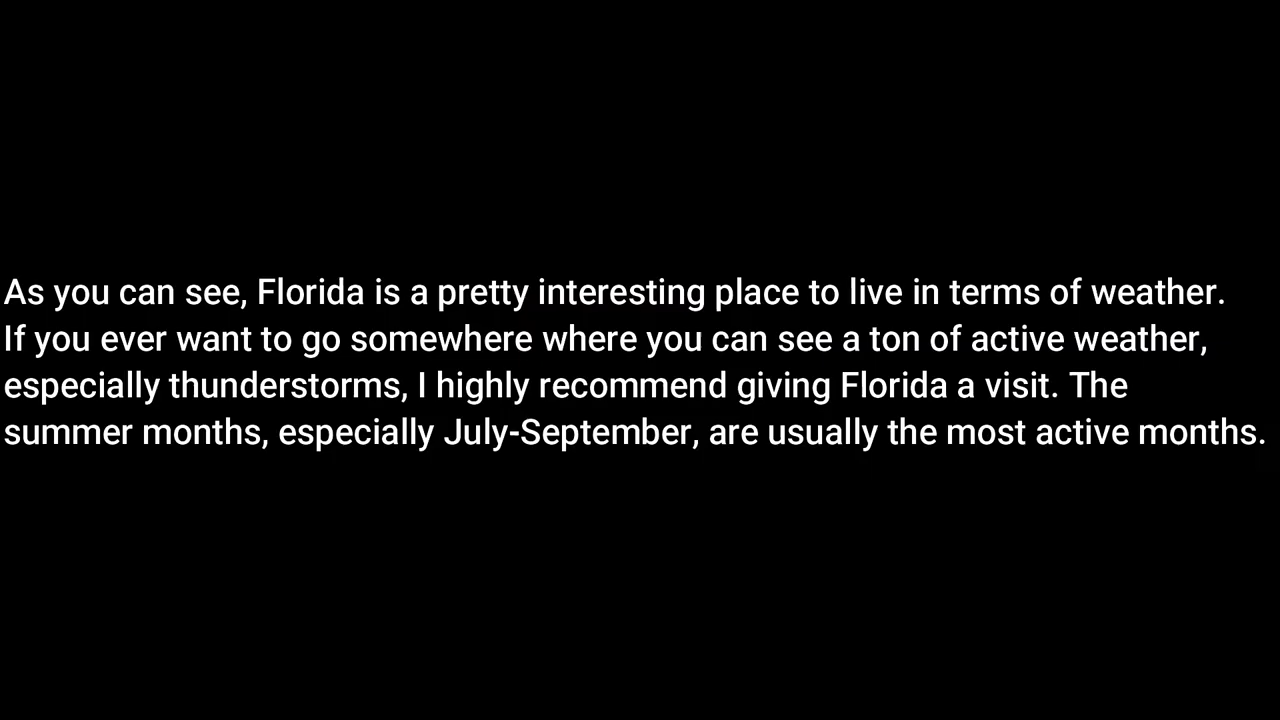 As you can see, Florida is a pretty interesting place to live in terms of weather.
If you ever want to go somewhere where you can see a ton of active weather,
especially thunderstorms, I highly recommend giving Florida a visit. The
summer months, especially July-September, are usually the most active months.